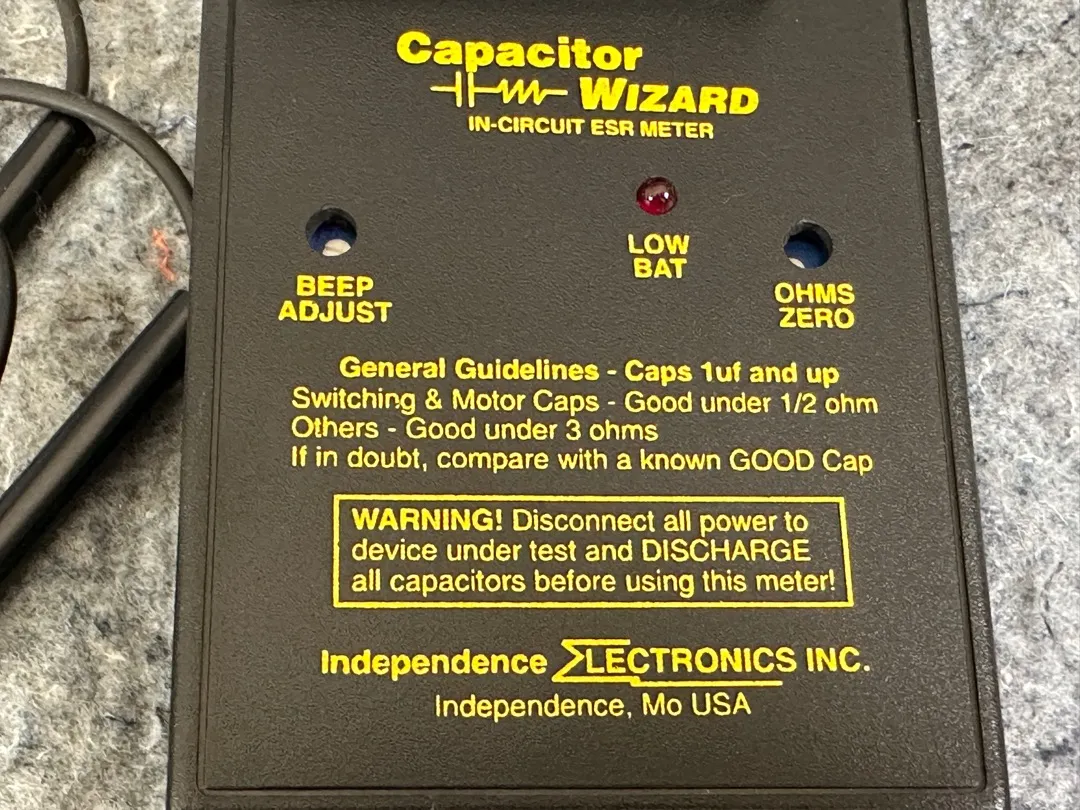 Capacitor
WIZARD
IN-CIRCUIT ESR METER
LOW
BAT
BEEP
ADJUST
OHMS
ZERO
General Guidelines - Caps 1uf and up
Switching & Motor Caps - Good under 1/2 ohm
Others - Good under 3 ohms
If in doubt, compare with a known GOOD Cap
WARNING! Disconnect all power to
device under test and DISCHARGE
all capacitors before using this meter!
Independence ELECTRONICS INC.
Independence, Mo USA